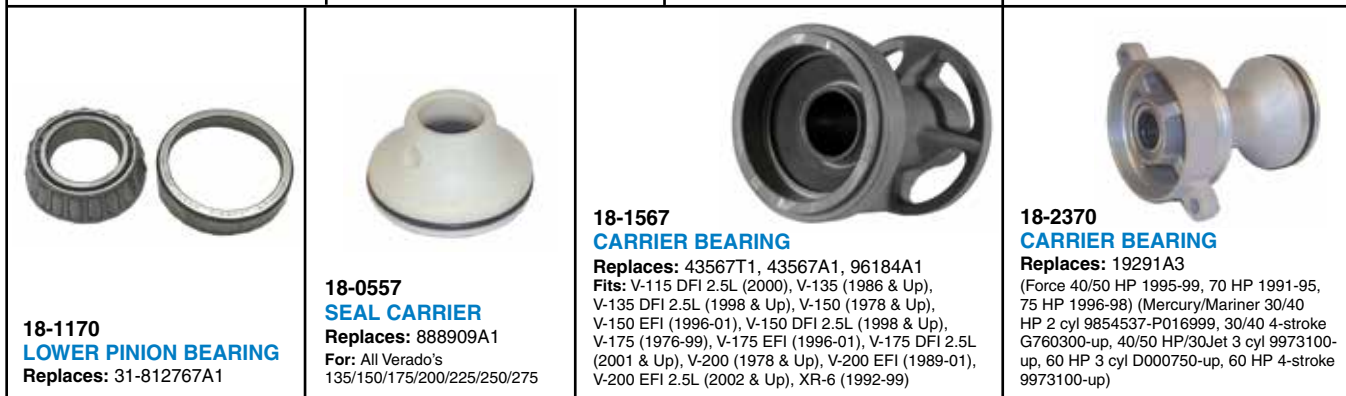 18-1170
LOWER PINION BEARING
Replaces: 31-812767A1
18-0557
SEAL CARRIER
Replaces: 888909A1
For: All Verado's
135/150/175/200/225/250/275
18-1567
CARRIER BEARING
Replaces: 43567T1, 43567A1, 96184A1
Fits: V-115 DFI 2.5L (2000), V-135 (1986 & Up),
V-135 DFI 2.5L (1998 & Up), V-150 (1978 & Up),
V-150 EFI (1996-01), V-150 DFI 2.5L (1998 & Up),
V-175 (1976-99), V-175 EFI (1996-01), V-175 DFI 2.5L
(2001 & Up), V-200 (1978 & Up), V-200 EFI (1989-01),
V-200 EFI 2.5L (2002 & Up), XR-6 (1992-99)
18-2370
CARRIER BEARING
Replaces: 19291A3
(Force 40/50 HP 1995-99, 70 HP 1991-95,
75 HP 1996-98) (Mercury/Mariner 30/40
HP 2 cyl 9854537-P016999, 30/40 4-stroke
G760300-up, 40/50 HP/30Jet 3 cyl 9973100-
up, 60 HP 3 cyl D000750-up, 60 HP 4-stroke
9973100-up)